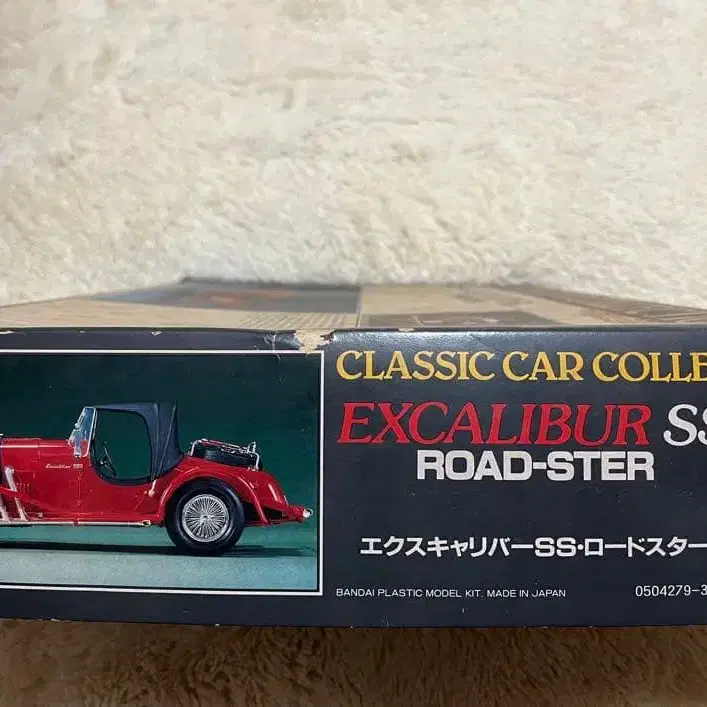 CLASSIC CAR COLLE
EXCALIBUR SS
ROAD-STER
エクスキャリバーSS・ロードスター
BANDAI PLASTIC MODEL KIT. MADE IN JAPAN
0504279-3
Excalibur